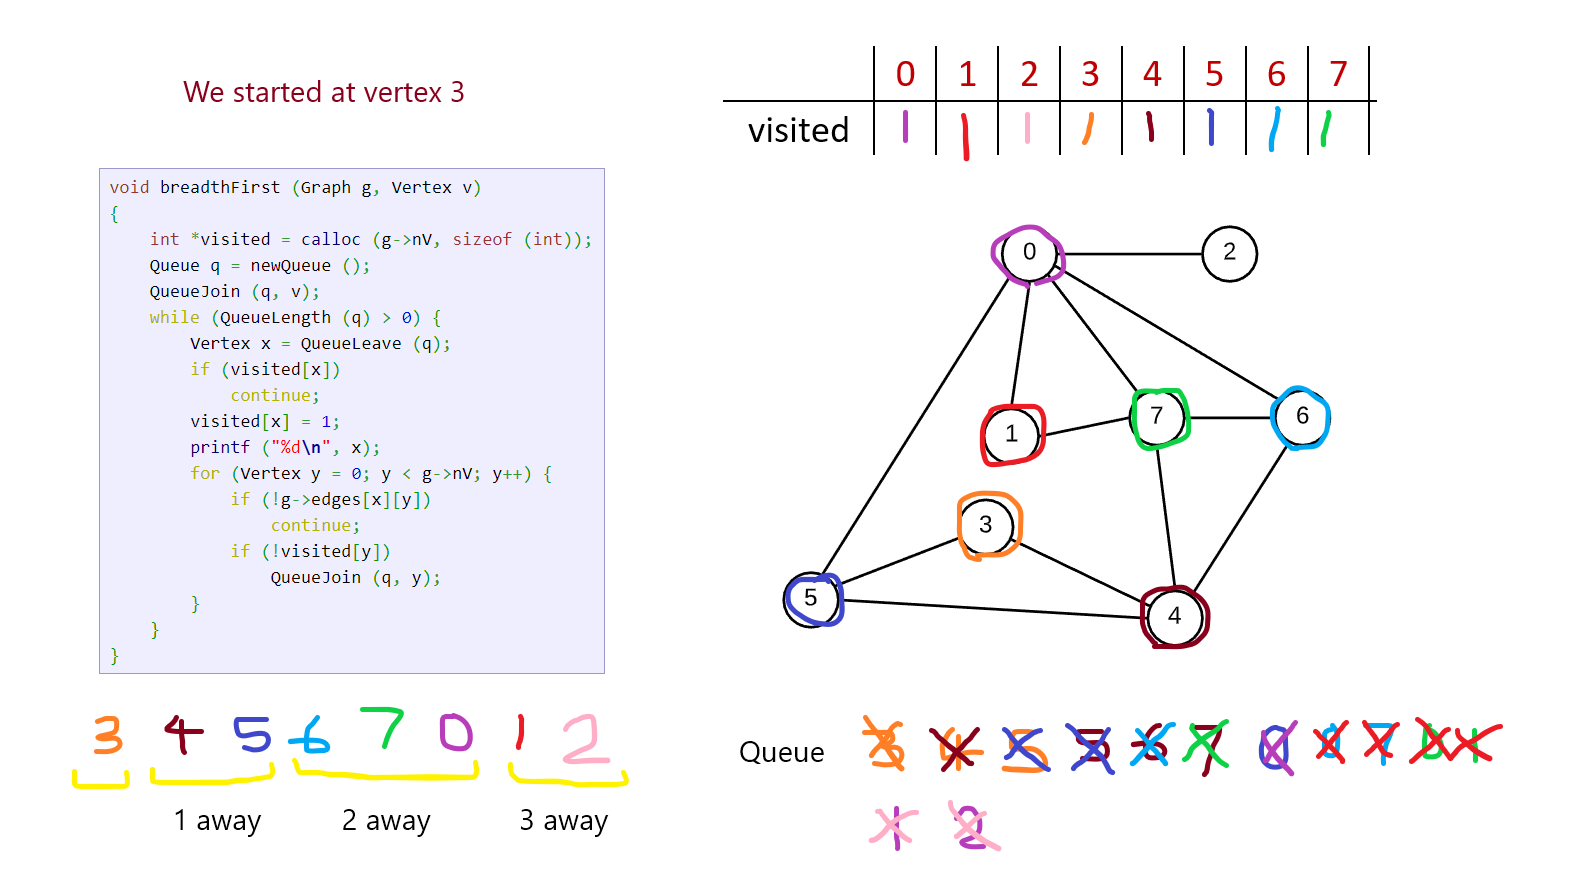 We started at vertex 3
void breadthFirst (Graph g, Vertex v)
{
    int *visited = calloc (g->nV, sizeof (int));
    Queue q = newQueue ();
    QueueJoin (q, v);
    while (QueueLength (q) > 0) {
        Vertex x = QueueLeave (q);
        if (visited[x])
            continue;
        visited[x] = 1;
        printf ("%d\n", x);
        for (Vertex y = 0; y < g->nV; y++) {
            if (!g->edges[x][y])
                continue;
            if (!visited[y])
                QueueJoin (q, y);
        }
    }
}
3 4 5 6 7 0 1 2
1 away 2 away 3 away
0 1 2 3 4 5 6 7
visited 1 1 1 1 1 1 1 1
0 2
1 7 6
3
5 4
Queue 3 4 5 5 6 7 0 0 7 0 1
1 2